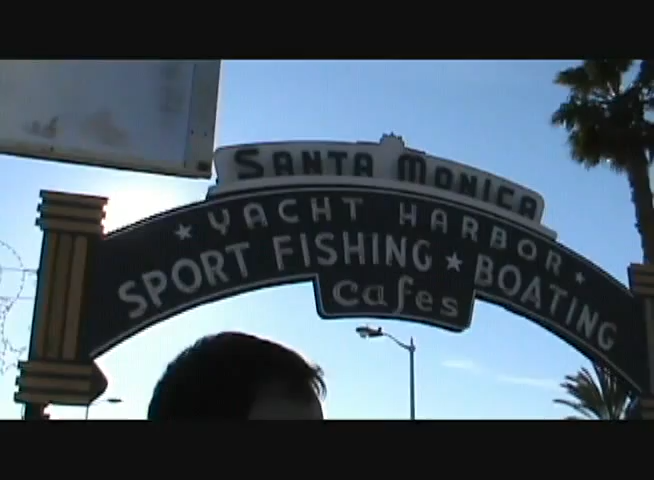 SANTA MONICA
★ YACHT HARBOR ★
SPORT FISHING ★ BOATING
cafes